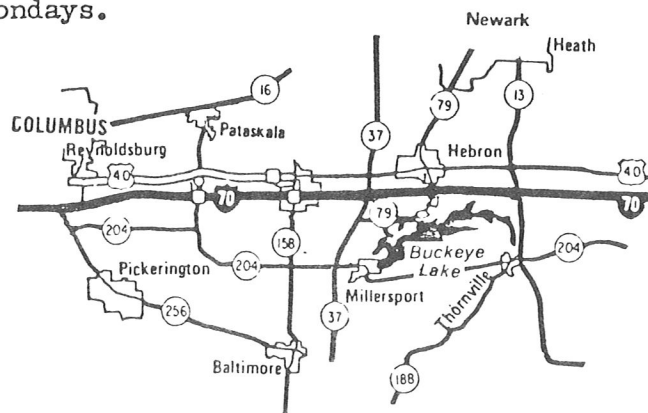 ondays.
Newark
Heath
16
79
13
COLUMBUS
Pataskala
37
Reynoldsburg
40
Hebron
40
70
70
79
204
158
Buckeye
Lake
204
204
Pickerington
Millersport
Thornville
256
37
Baltimore
188